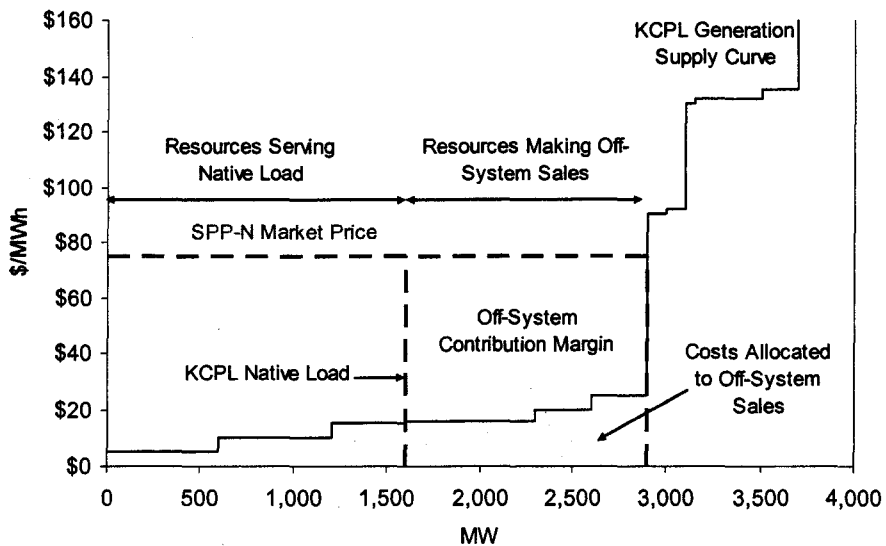 $160
$140
$120
$100
$80
$60
$40
$20
$0
$/MWh
KCPL Generation
Supply Curve
Resources Serving
Native Load
Resources Making Off-
System Sales
SPP-N Market Price
Off-System
Contribution Margin
KCPL Native Load
Costs Allocated
to Off-System
Sales
0
500
1,000
1,500
2,000
2,500
3,000
3,500
4,000
MW